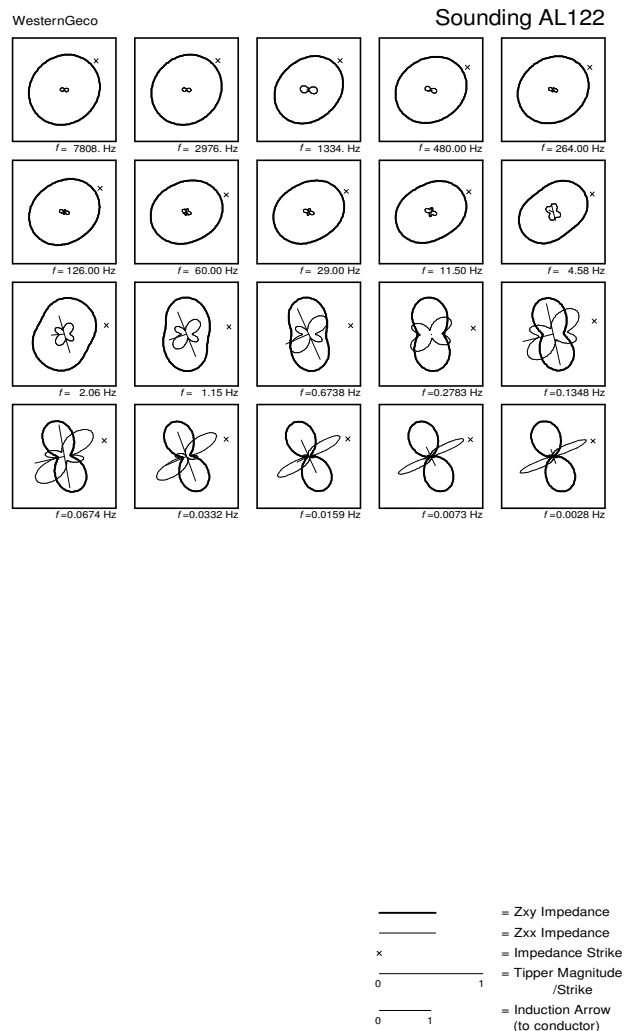 WesternGeco Sounding AL122
f = 7808. Hz f = 2976. Hz f = 1334. Hz f = 480.00 Hz f = 264.00 Hz
f = 126.00 Hz f = 60.00 Hz f = 29.00 Hz f = 11.50 Hz f = 4.58 Hz
f = 2.06 Hz f = 1.15 Hz f =0.6738 Hz f =0.2783 Hz f =0.1348 Hz
f =0.0674 Hz f =0.0332 Hz f =0.0159 Hz f =0.0073 Hz f =0.0028 Hz
= Zxy Impedance
= Zxx Impedance
× = Impedance Strike
= Tipper Magnitude
0 1 /Strike
= Induction Arrow
0 1 (to conductor)